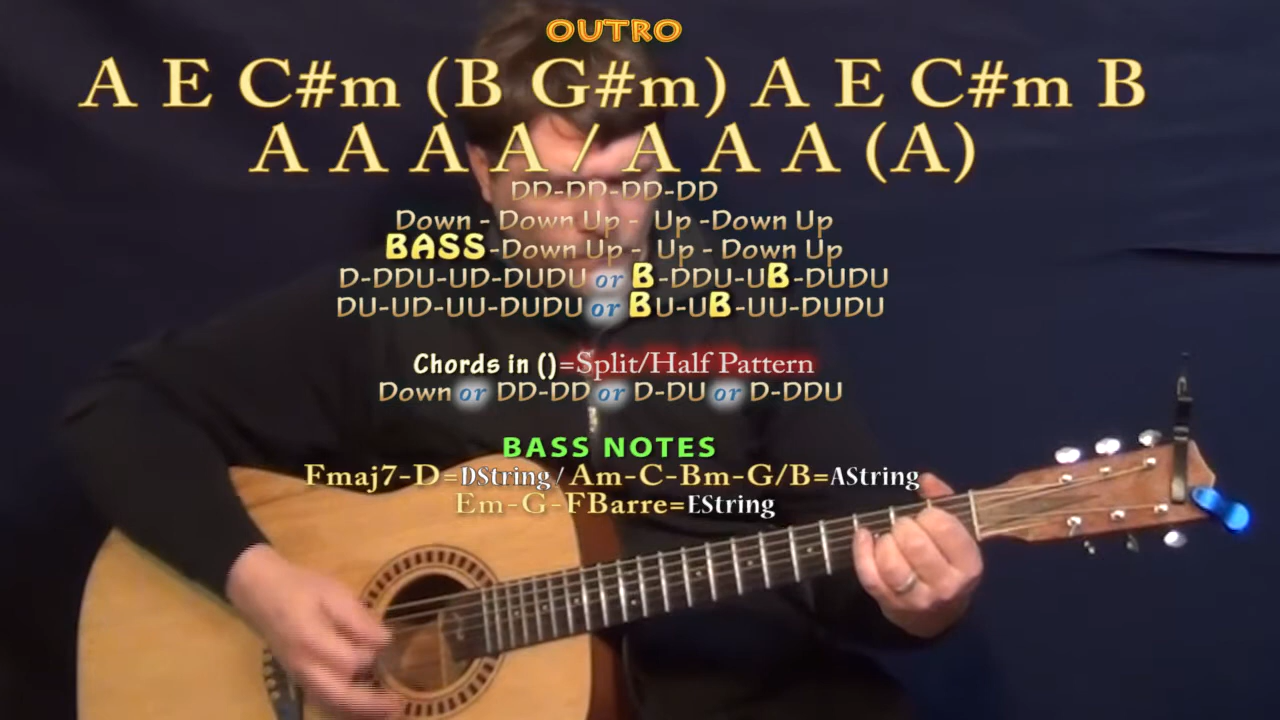 OUTRO
A E C#m (B G#m) A E C#m B
A A A A / A A A (A)
DD-DD-DD-DD
Down - Down Up - Up -Down Up
BASS-Down Up - Up - Down Up
D-DDU-UD-DUDU or B-DDU-UB-DUDU
DU-UD-UU-DUDU or BU-UB-UU-DUDU
Chords in ()=Split/Half Pattern
Down or DD-DD or D-DU or D-DDU
BASS NOTES
Fmaj7-D=DString / Am-C-Bm-G/B=AString
Em-G-FBarre=EString